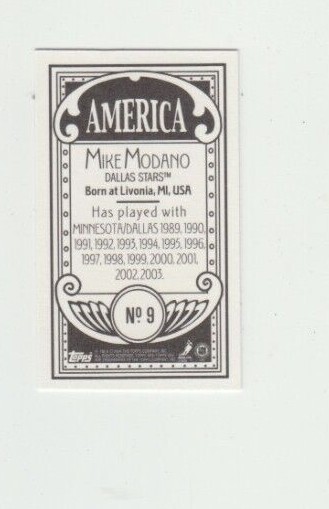 AMERICA
MIKE MODANO
DALLAS STARS™
Born at Livonia, MI, USA
Has played with
MINNESOTA/DALLAS 1989, 1990,
1991, 1992, 1993, 1994, 1995, 1996,
1997, 1998, 1999, 2000, 2001,
2002, 2003.
Nº 9
Topps